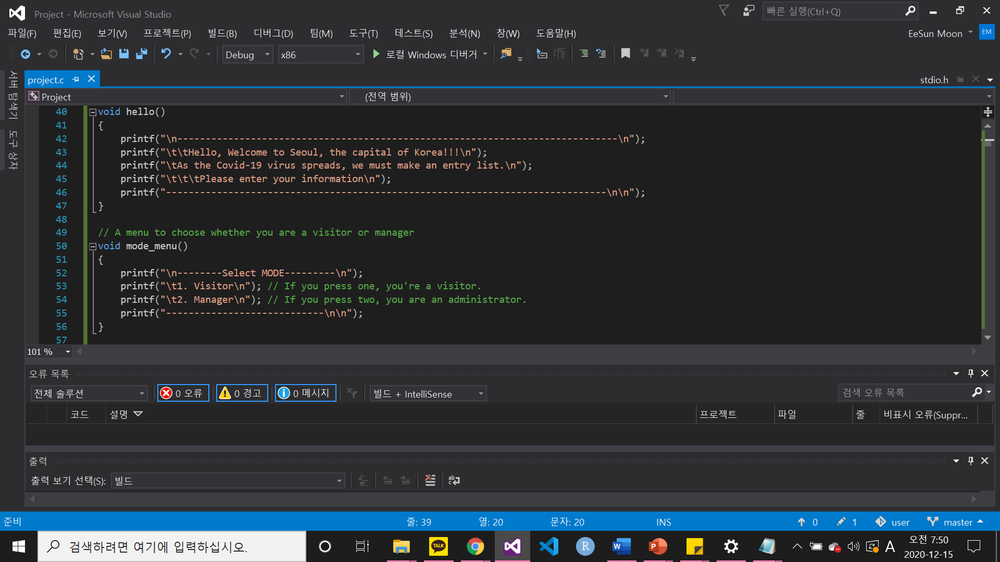 Project - Microsoft Visual Studio
빠른 실행(Ctrl+Q)
파일(F) 편집(E) 보기(V) 프로젝트(P) 빌드(B) 디버그(D) 팀(M) 도구(T) 테스트(S) 분석(N) 창(W) 도움말(H)
EeSun Moon EM
Debug x86 로컬 Windows 디버거
서버 탐색기
도구 상자
project.c
stdio.h
Project (전역 범위)
40 void hello()
41 {
42 printf("\n------------------------------------------------------------------------------\n");
43 printf("\t\tHello, Welcome to Seoul, the capital of Korea!!!\n");
44 printf("\tAs the Covid-19 virus spreads, we must make an entry list.\n");
45 printf("\t\t\tPlease enter your information\n");
46 printf("------------------------------------------------------------------------------\n\n");
47 }
48
49 // A menu to choose whether you are a visitor or manager
50 void mode_menu()
51 {
52 printf("\n--------Select MODE---------\n");
53 printf("\t1. Visitor\n"); // If you press one, you're a visitor.
54 printf("\t2. Manager\n"); // If you press two, you are an administrator.
55 printf("----------------------------\n\n");
56 }
57
101 %
오류 목록
전체 솔루션 0 오류 0 경고 0 메시지 빌드 + IntelliSense 검색 오류 목록
코드 설명 프로젝트 파일 줄 비표시 오류(Suppr...
출력
출력 보기 선택(S): 빌드
준비 줄: 39 열: 20 문자: 20 INS 0 1 user master
검색하려면 여기에 입력하십시오.
TALK
R
W
P
A
오전 7:50
2020-12-15